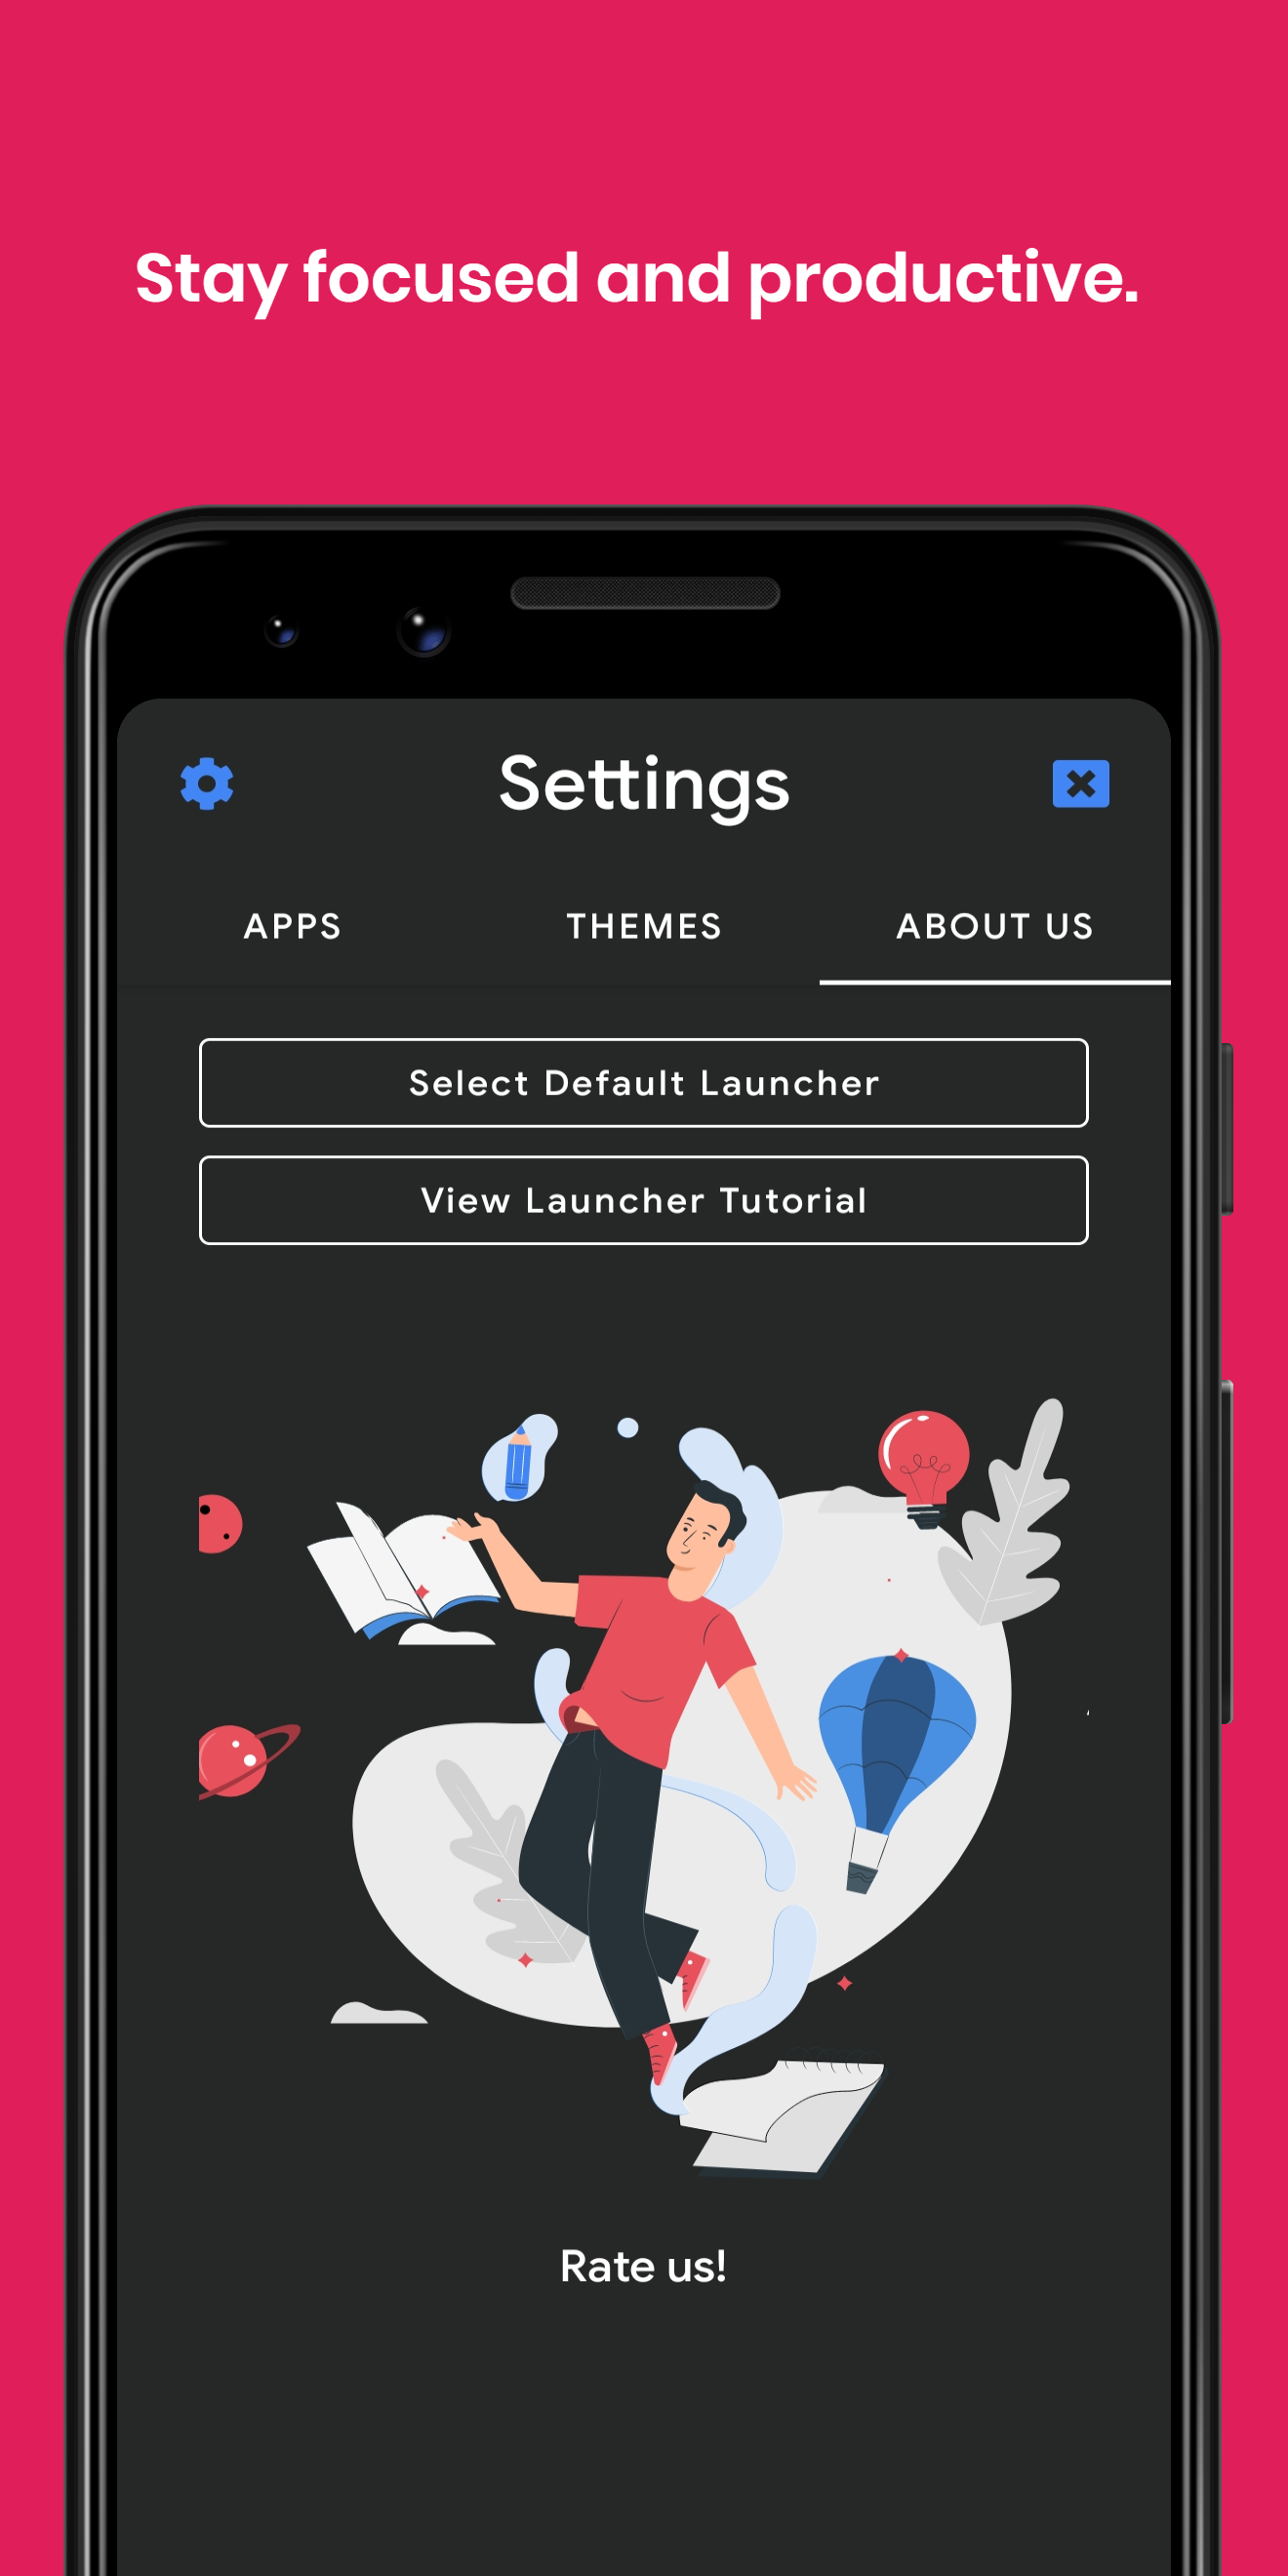 Stay focused and productive.
Settings
APPS THEMES ABOUT US
Select Default Launcher
View Launcher Tutorial
Rate us!